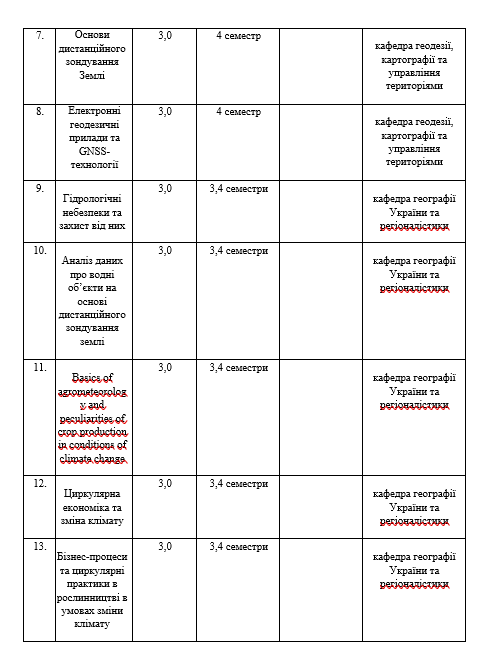 7.
Основи
дистанційного
зондування
Землі
3,0
4 семестр
кафедра геодезії,
картографії та
управління
територіями
8.
Електронні
геодезичні
прилади та
GNSS-
технології
3,0
4 семестр
кафедра геодезії,
картографії та
управління
територіями
9.
Гідрологічні
небезпеки та
захист від них
3,0
3,4 семестри
кафедра географії
України та
регіоналістики
10.
Аналіз даних
про водні
об’єкти на
основі
дистанційного
зондування
землі
3,0
3,4 семестри
кафедра географії
України та
регіоналістики
11.
Basics of
agrometeorolog
y and
peculiarities of
crop production
in conditions of
climate change
3,0
3,4 семестри
кафедра географії
України та
регіоналістики
12.
Циркулярна
економіка та
зміна клімату
3,0
3,4 семестри
кафедра географії
України та
регіоналістики
13.
Бізнес-процеси
та циркулярні
практики в
рослинництві в
умовах зміни
клімату
3,0
3,4 семестри
кафедра географії
України та
регіоналістики